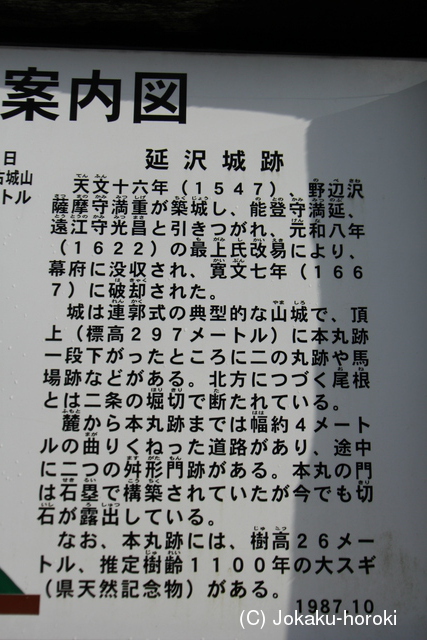 案内図
日
古城山
トル
延沢城跡
天文十六年（１５４７）、野辺沢
薩摩守満重が築城し、能登守満延、
遠江守光昌と引きつがれ、元和八年
（１６２２）の最上氏改易により、
幕府に没収され、寛文七年（１６６
７）に破却された。
城は連郭式の典型的な山城で、頂
上（標高２９７メートル）に本丸跡
一段下がったところに二の丸跡や馬
場跡などがある。北方につづく尾根
とは二条の堀切で断たれている。
麓から本丸跡までは幅約４メート
ルの曲りくねった道路があり、途中
に二つの舛形門跡がある。本丸の門
は石塁で構築されていたが今でも切
石が露出している。
なお、本丸跡には、樹高２６メー
トル、推定樹齢１１００年の大スギ
（県天然記念物）がある。
1987.10
(C) Jokaku-horoki